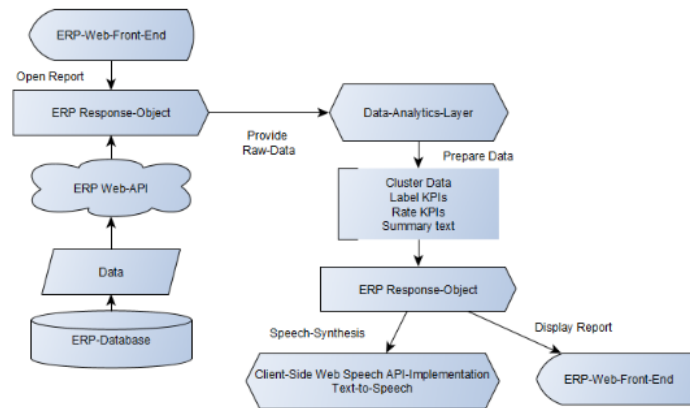 ERP-Web-Front-End
Open Report
ERP Response-Object
Provide
Raw-Data
Data-Analytics-Layer
Prepare Data
ERP Web-API
Cluster Data
Label KPIs
Rate KPIs
Summary text
Data
ERP Response-Object
ERP-Database
Speech-Synthesis
Display Report
Client-Side Web Speech API-Implementation
Text-to-Speech
ERP-Web-Front-End